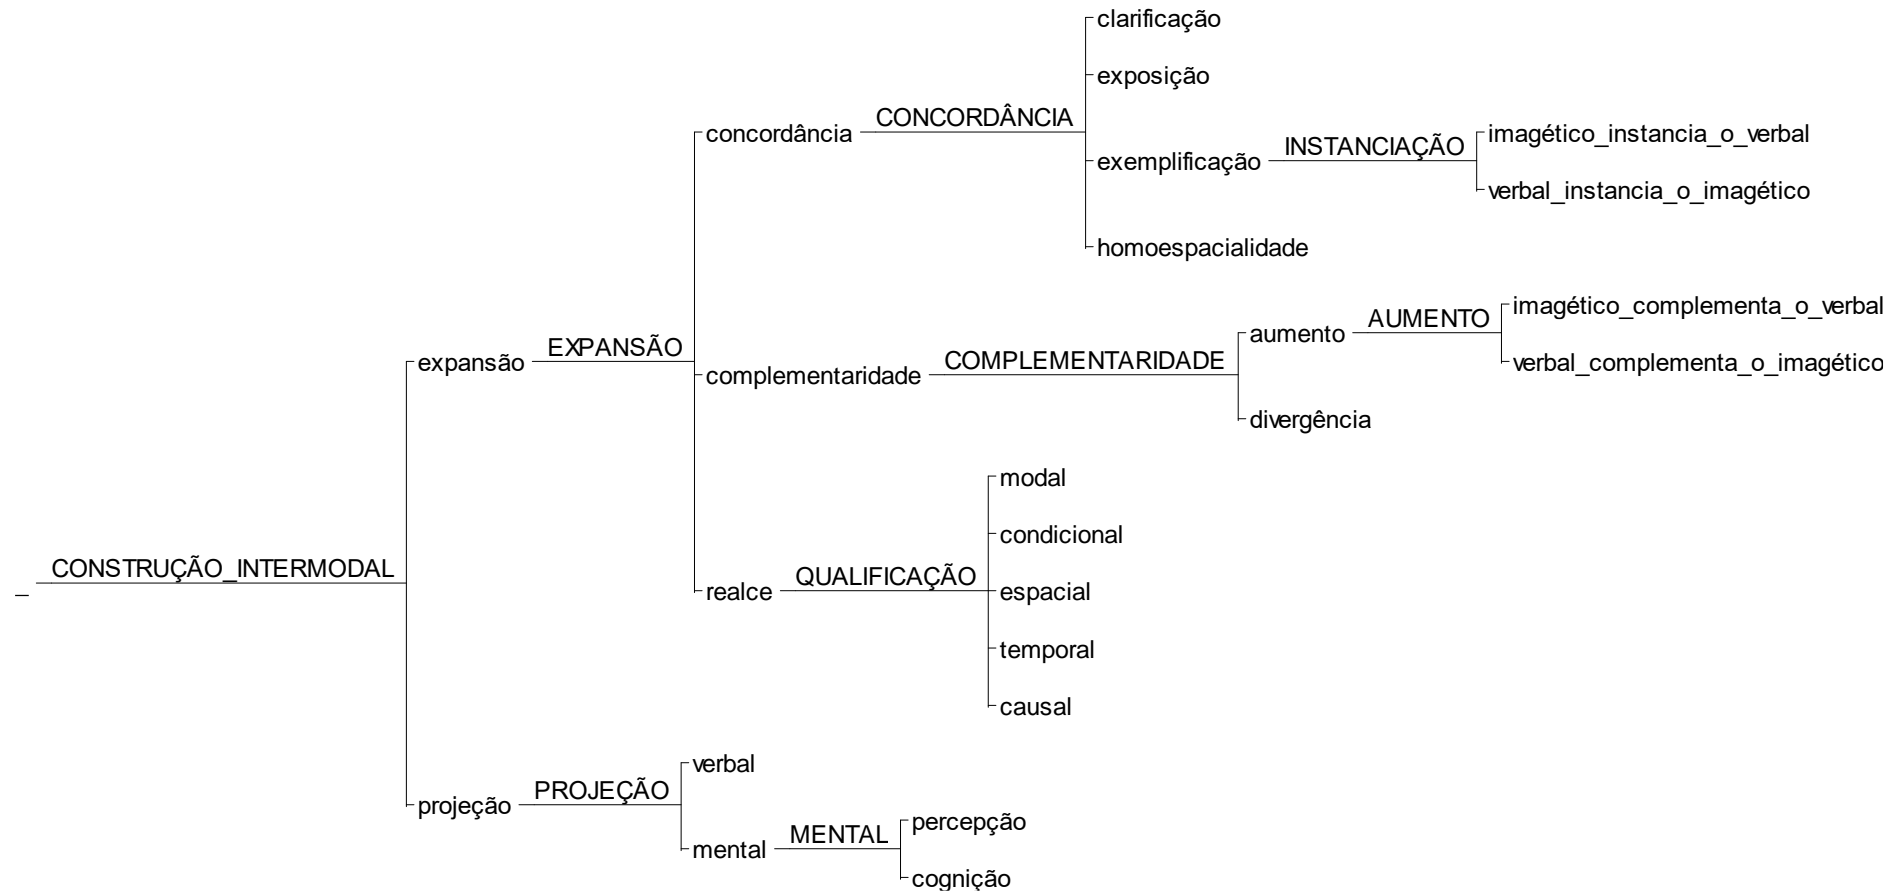 clarificação
exposição
concordância CONCORDÂNCIA
exemplificação INSTANCIAÇÃO imagético_instancia_o_verbal
verbal_instancia_o_imagético
homoespacialidade
expansão EXPANSÃO
complementaridade COMPLEMENTARIDADE
aumento AUMENTO imagético_complementa_o_verbal
verbal_complementa_o_imagético
divergência
modal
condicional
_ CONSTRUÇÃO_INTERMODAL
realce QUALIFICAÇÃO espacial
temporal
causal
projeção PROJEÇÃO verbal
mental MENTAL percepção
cognição